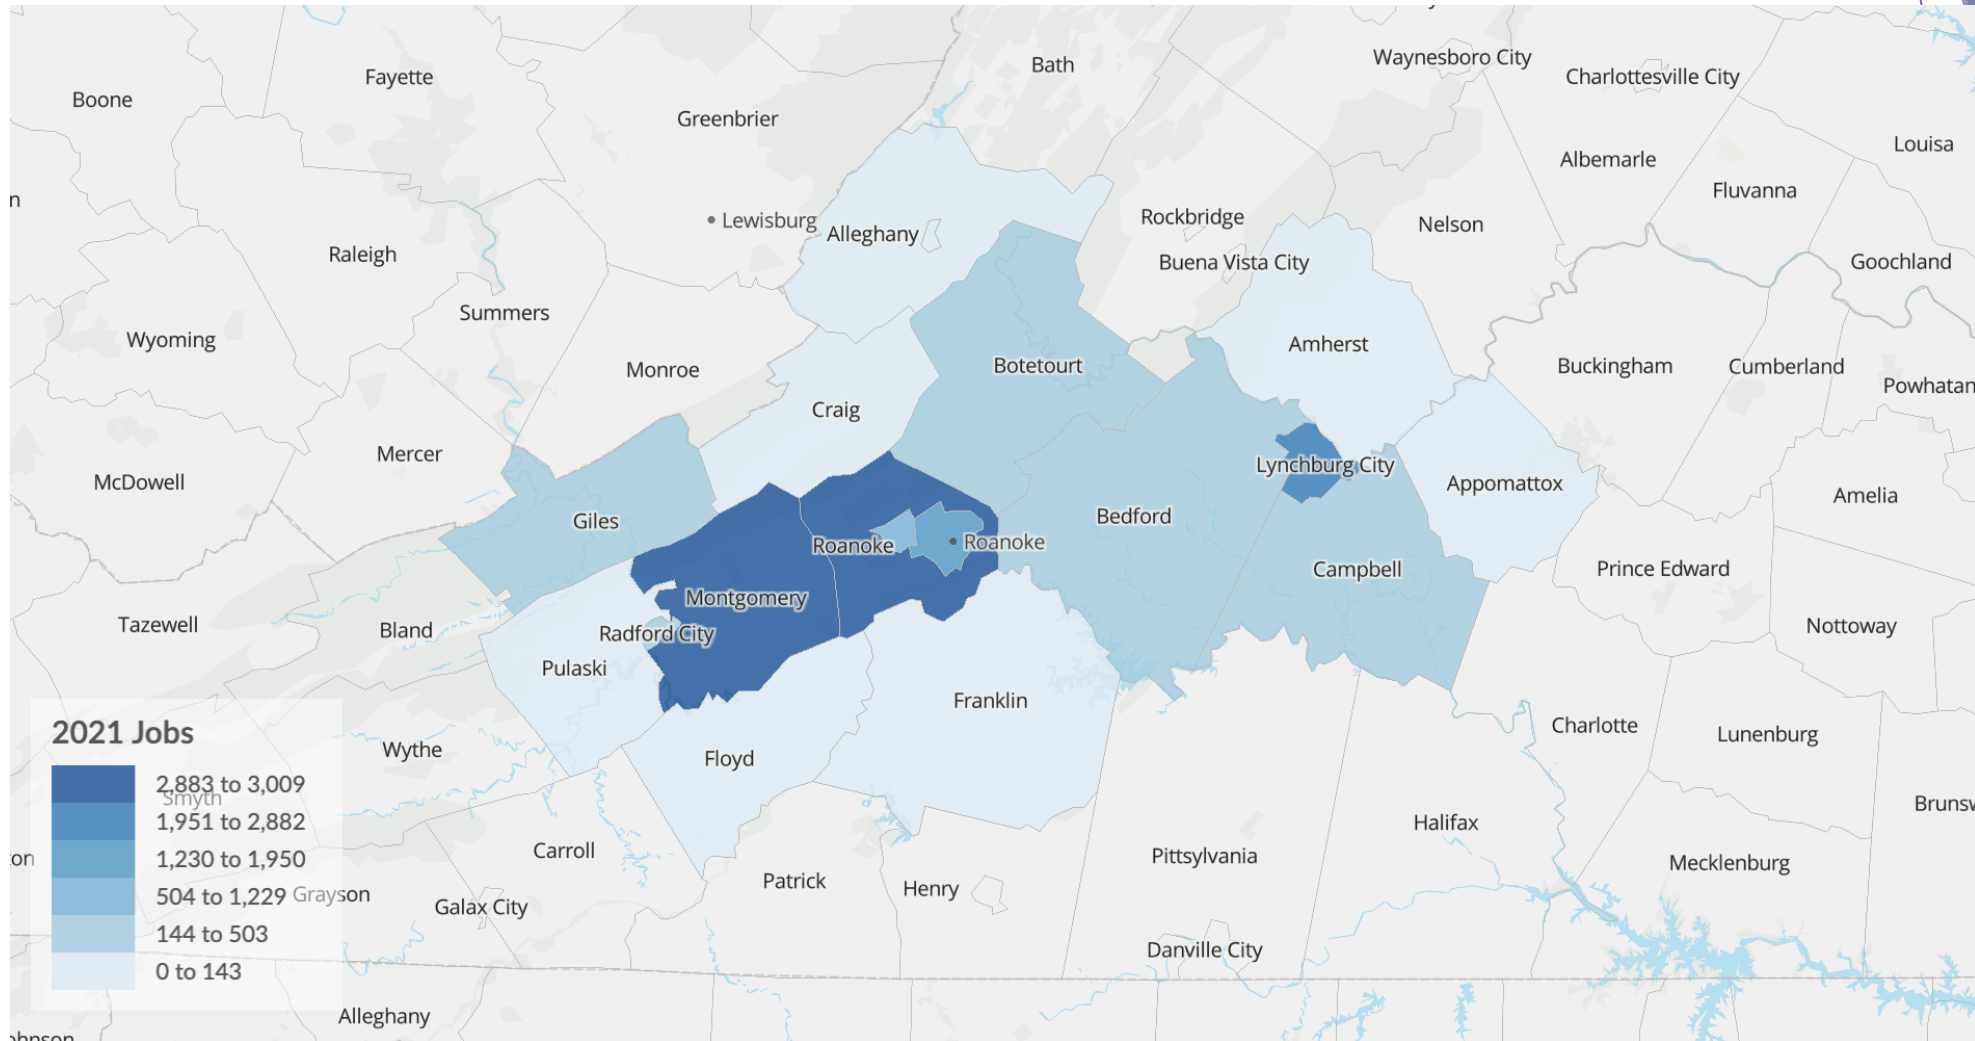 Bath
Waynesboro City
Charlottesville City
Fayette
Boone
Greenbrier
Louisa
Albemarle
Fluvanna
n
Lewisburg
Rockbridge
Nelson
Alleghany
Raleigh
Buena Vista City
Goochland
Summers
Wyoming
Amherst
Monroe
Botetourt
Buckingham
Cumberland
Powhatan
Craig
Mercer
Lynchburg City
McDowell
Appomattox
Amelia
Giles
Bedford
Roanoke
Roanoke
Campbell
Prince Edward
Montgomery
Tazewell
Bland
Radford City
Nottoway
Pulaski
Franklin
Charlotte
Lunenburg
2021 Jobs
Wythe
Floyd
2,883 to 3,009
Smyth
1,951 to 2,882
Brunsw
Halifax
Carroll
1,230 to 1,950
on
Pittsylvania
Mecklenburg
Patrick
Henry
504 to 1,229
Grayson
Galax City
144 to 503
Danville City
0 to 143
Alleghany
ohnson